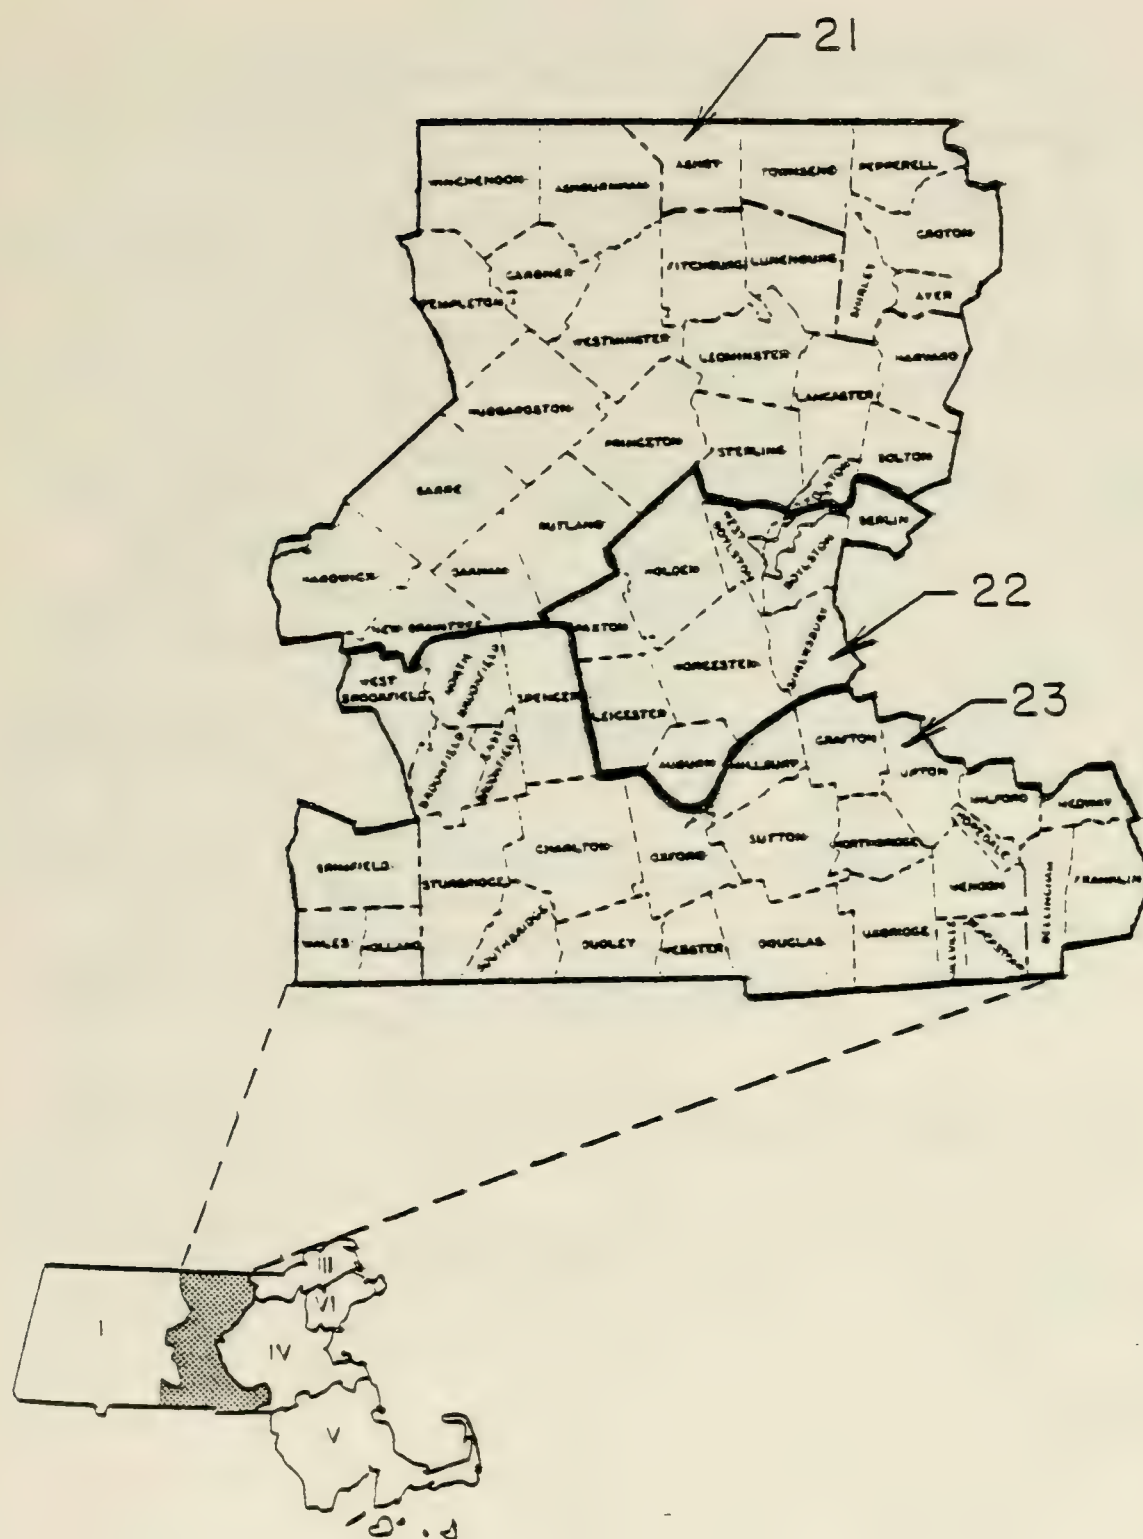 21
WINCHENDON
ASHBURNHAM
ASHBY
TOWNSEND
PEPPERELL
GROTON
GARDNER
FITCHBURG
LUNENBURG
SHIRLEY
AYER
TEMPLETON
WESTMINSTER
LEOMINSTER
HARVARD
LANCASTER
HUBBARDSTON
PRINCETON
STERLING
BOLTON
BARRE
RUTLAND
WEST BOYLSTON
BERLIN
BOYLSTON
HARDWICK
OAKHAM
HOLDEN
22
NEW BRAINTREE
PAXTON
WEST
BROOKFIELD
NORTH
BROOKFIELD
SPENCER
WORCESTER
SHREWSBURY
23
LEICESTER
GRAFTON
BROOKFIELD
EAST
BROOKFIELD
AUBURN
MILLBURY
UPTON
MILFORD
MEDWAY
HOPEDALE
BRIMFIELD
STURBRIDGE
CHARLTON
OXFORD
SUTTON
NORTHBRIDGE
MENDON
BELLINGHAM
FRANKLIN
WALES
HOLLAND
SOUTHBRIDGE
DUDLEY
WEBSTER
DOUGLAS
UXBRIDGE
I
III
VI
IV
V